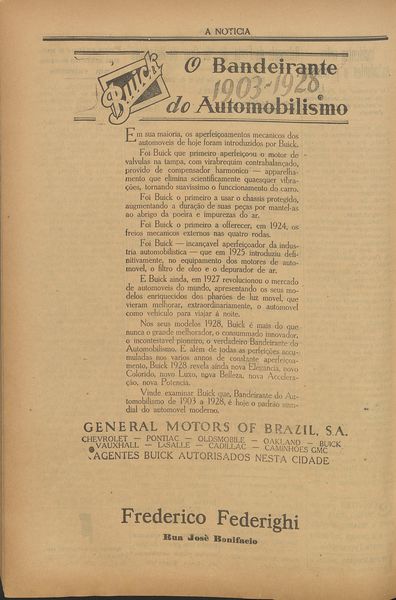 A NOTICIA
Buick
O Bandeirante
1903-1928
do Automobilismo
Em sua maioria, os aperfeiçoamentos mecanicos dos
automoveis de hoje foram introduzidos por Buick.
Foi Buick que primeiro aperfeiçoou o motor de
valvulas na tampa, com virabrequim contrabalançado,
provido de compensador harmonico — apparelha-
mento que elimina scientificamente quaesquer vibra-
ções, tornando suavissimo o funccionamento do carro.
Foi Buick o primeiro a usar o chassis protegido,
augmentando a duração de suas peças por mantel-as
ao abrigo da poeira e impurezas do ar.
Foi Buick o primeiro a offerecer, em 1924, os
freios mecanicos externos nas quatro rodas.
Foi Buick — incançavel aperfeiçoador da indus-
tria automobilistica — que em 1925 introduziu defi-
nitivamente, no equipamento dos motores de auto-
movel, o filtro de oleo e o depurador de ar.
E Buick ainda, em 1927 revolucionou o mercado
de automoveis do mundo, apresentando os seus mo-
delos enriquecidos dos pharões de luz movel, que
vieram melhorar, extraordinariamente, o automovel
como vehiculo para viajar á noite.
Nos seus modelos 1928, Buick é mais do que
nunca o grande melhorador, o consummado innovador,
o incontestavel pioneiro, o verdadeiro Bandeirante do
Automobilismo. E além de todas as perfeições accu-
muladas nos varios annos de constante aperfeiçoa-
mento, Buick 1928 revela ainda nova Elegancia, novo
Colorido, novo Luxo, nova Belleza, nova Accelera-
ção, nova Potencia.
Vinde examinar Buick que, Bandeirante do Au-
tomobilismo de 1903 a 1928, é hoje o padrão mun-
dial do automovel moderno.
GENERAL MOTORS OF BRAZIL, S.A.
CHEVROLET — PONTIAC — OLDSMOBILE — OAKLAND — BUICK
VAUXHALL — LaSALLE — CADILLAC — CAMINHÕES GMC
AGENTES BUICK AUTORISADOS NESTA CIDADE
Frederico Federighi
Rua Josè Bonifacio